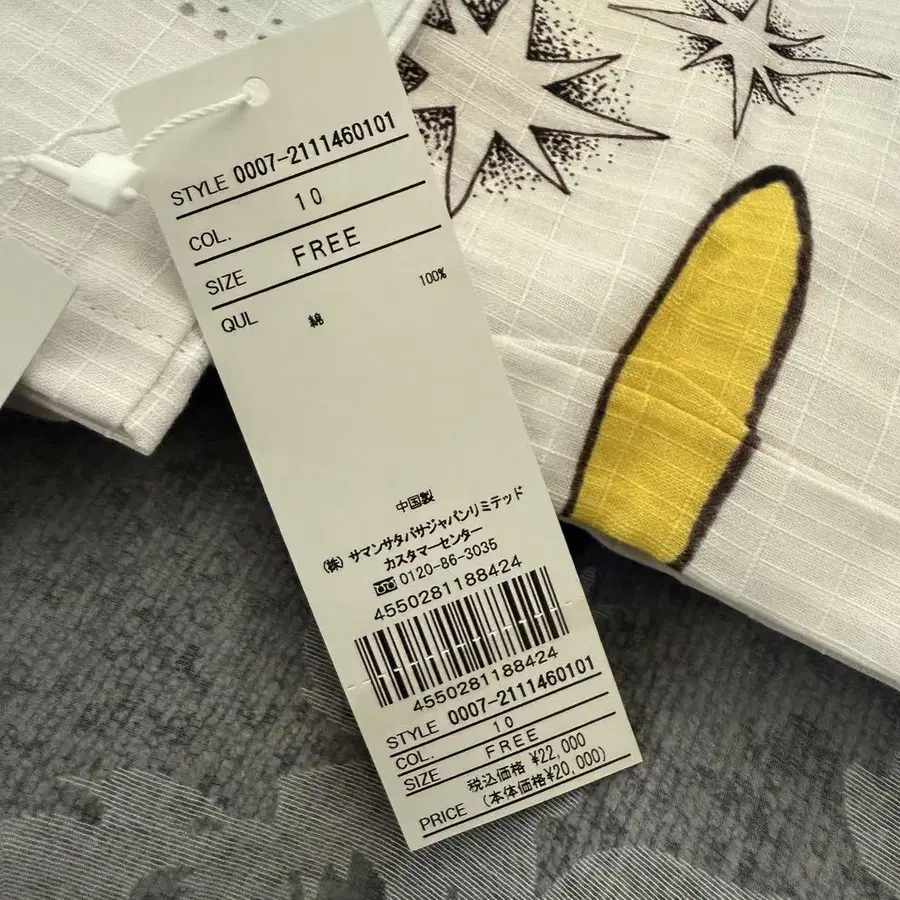 STYLE 0007-2111460101
COL. 10
SIZE FREE
QUL 綿 100%
中国製
(株) サマンサタバサジャパンリミテッド
カスタマーセンター
0120-86-3035
4550281188424
4550281188424
STYLE 0007-2111460101
COL. 10
SIZE FREE
税込価格 ¥22,000
PRICE (本体価格¥20,000)